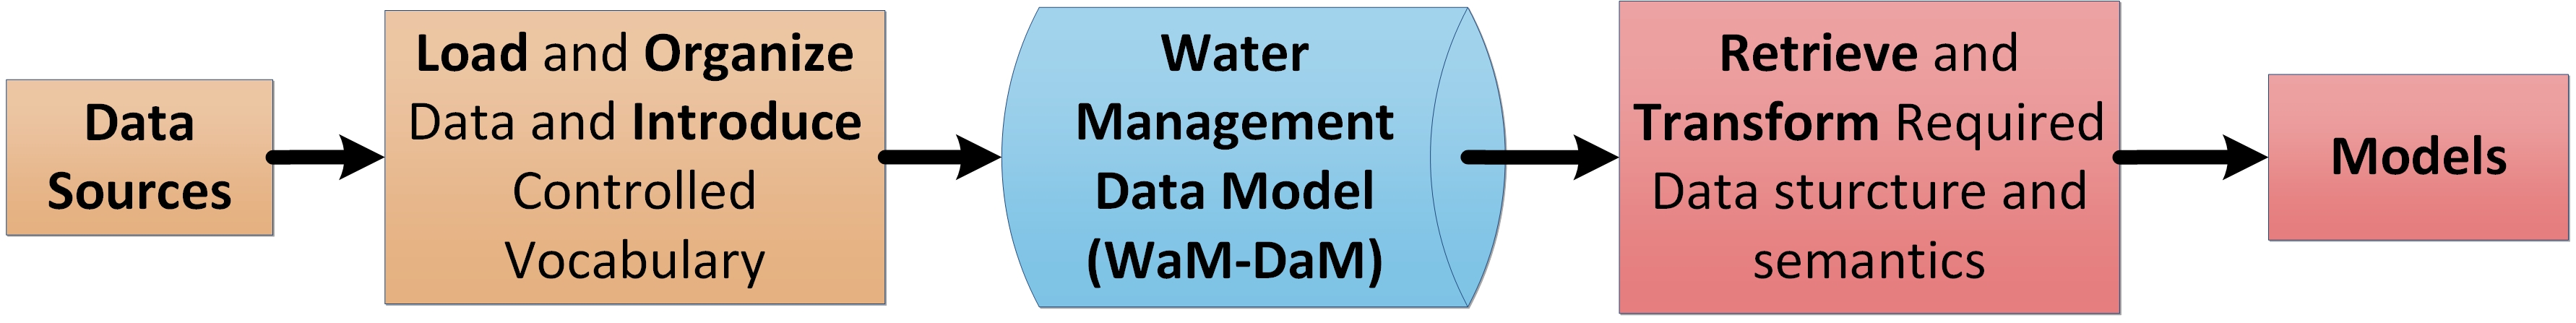 Data
Sources
Load and Organize
Data and Introduce
Controlled
Vocabulary
Water
Management
Data Model
(WaM-DaM)
Retrieve and
Transform Required
Data sturcture and
semantics
Models